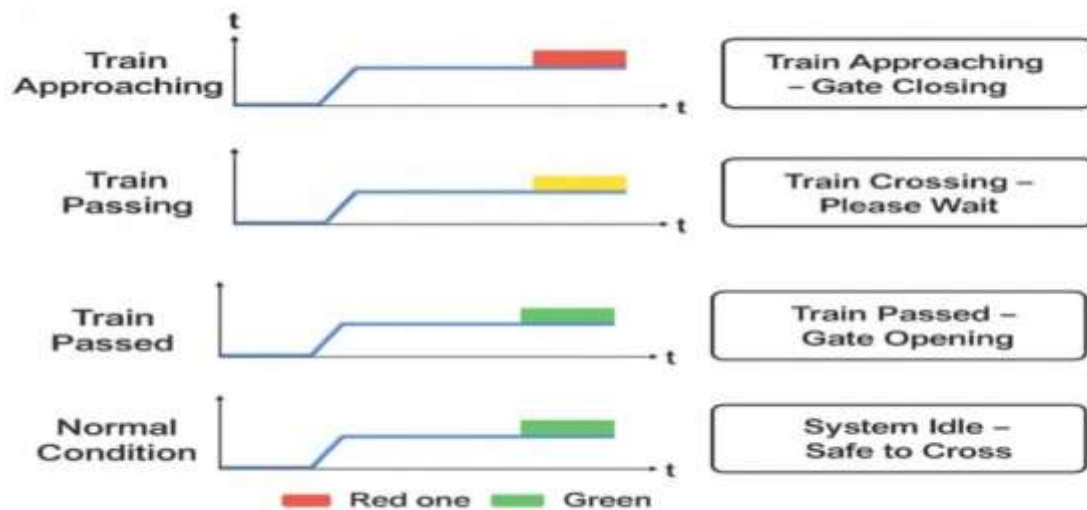 t
Train
Approaching
t
Train Approaching
– Gate Closing
Train
Passing
t
Train Crossing –
Please Wait
Train
Passed
t
Train Passed –
Gate Opening
Normal
Condition
t
System Idle –
Safe to Cross
Red one
Green